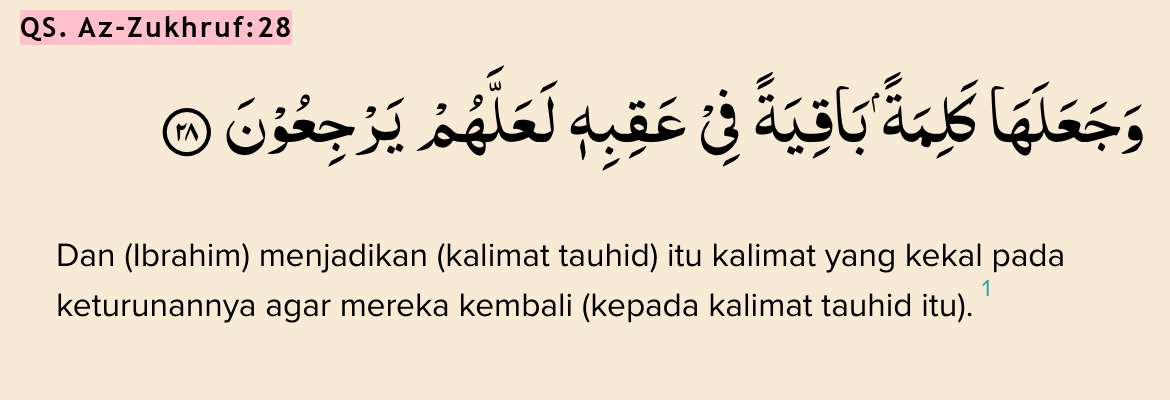 QS. Az-Zukhruf:28
وَجَعَلَهَا كَلِمَةً ۢ بَاقِيَةً فِيْ عَقِبِهٖ لَعَلَّهُمْ يَرْجِعُوْنَ ٢٨
Dan (Ibrahim) menjadikan (kalimat tauhid) itu kalimat yang kekal pada
keturunannya agar mereka kembali (kepada kalimat tauhid itu). 1